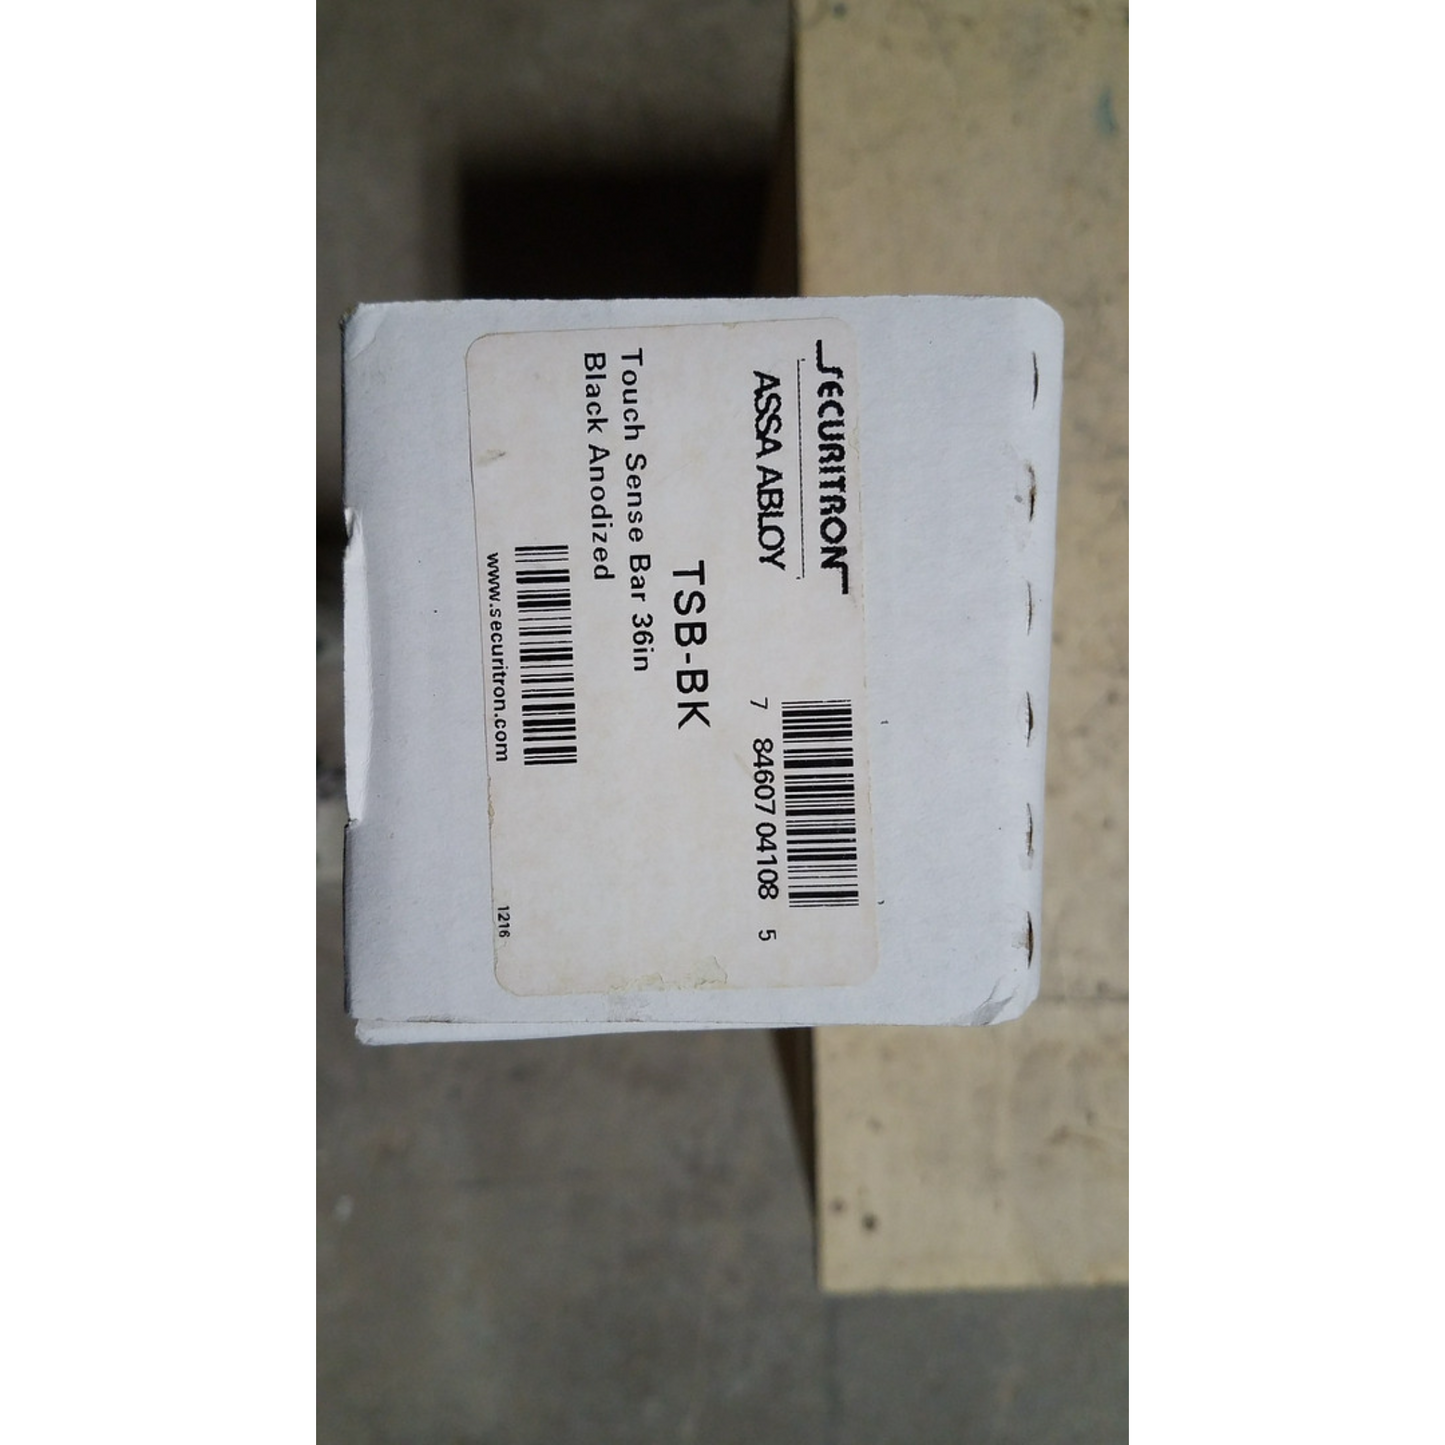 SECURITRON
ASSA ABLOY
7 84607 04108 5
TSB-BK
Touch Sense Bar 36in
Black Anodized
www.securitron.com
1216